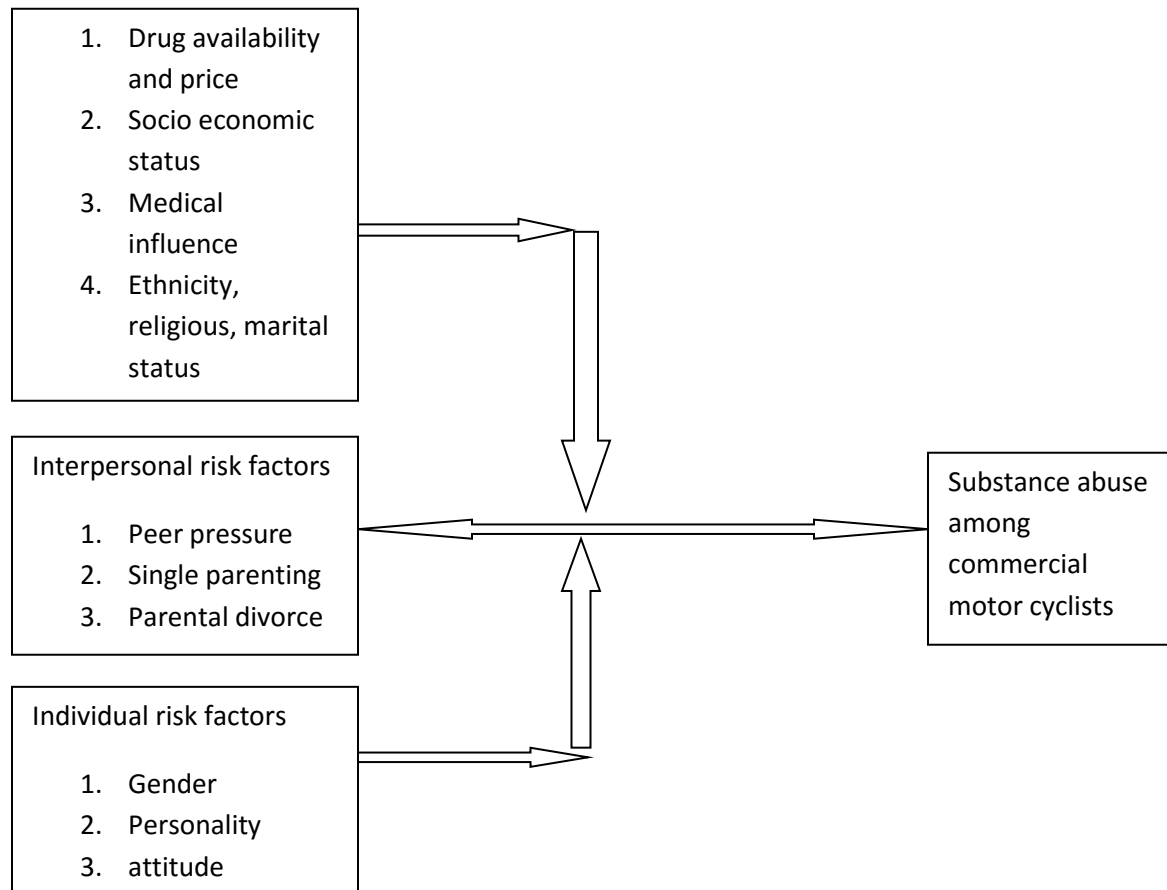 1. Drug availability
and price
2. Socio economic
status
3. Medical
influence
4. Ethnicity,
religious, marital
status
Interpersonal risk factors
1. Peer pressure
2. Single parenting
3. Parental divorce
Substance abuse
among
commercial
motor cyclists
Individual risk factors
1. Gender
2. Personality
3. attitude